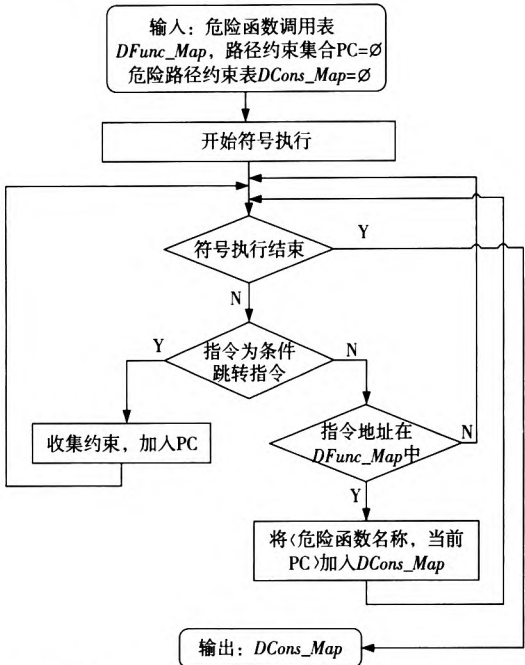 输入：危险函数调用表
DFunc_Map，路径约束集合PC=∅
危险路径约束表DCons_Map=∅
开始符号执行
符号执行结束
Y
N
指令为条件
跳转指令
Y
N
收集约束，加入PC
指令地址在
DFunc_Map中
N
Y
将〈危险函数名称，当前
PC〉加入DCons_Map
输出：DCons_Map